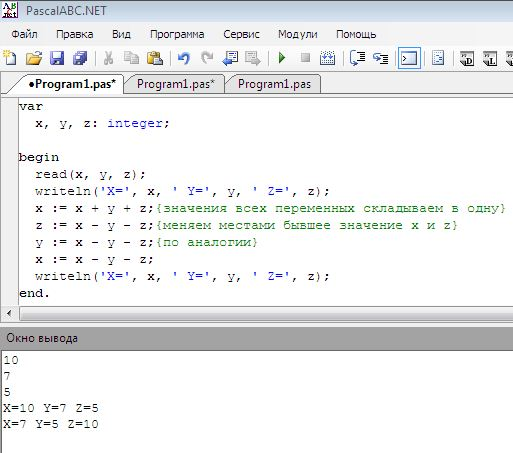 PascalABC.NET
Файл Правка Вид Программа Сервис Модули Помощь
•Program1.pas* Program1.pas* Program1.pas
var
x, y, z: integer;
begin
read(x, y, z);
writeln('X=', x, ' Y=', y, ' Z=', z);
x := x + y + z;{значения всех переменных складываем в одну}
z := x - y - z;{меняем местами бывшее значение x и z}
y := x - y - z;{по аналогии}
x := x - y - z;
writeln('X=', x, ' Y=', y, ' Z=', z);
end.
Окно вывода
10
7
5
X=10 Y=7 Z=5
X=7 Y=5 Z=10